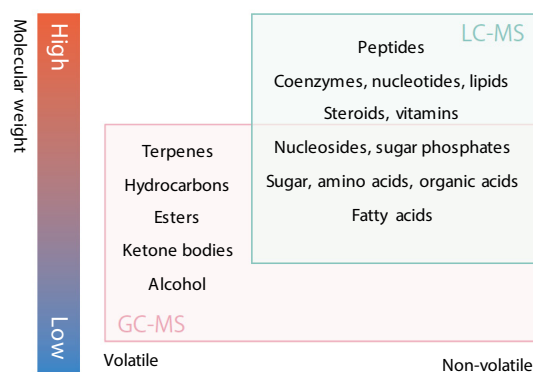 Molecular weight
High
Low
LC-MS
Peptides
Coenzymes, nucleotides, lipids
Steroids, vitamins
Terpenes
Nucleosides, sugar phosphates
Hydrocarbons
Sugar, amino acids, organic acids
Esters
Fatty acids
Ketone bodies
Alcohol
GC-MS
Volatile
Non-volatile